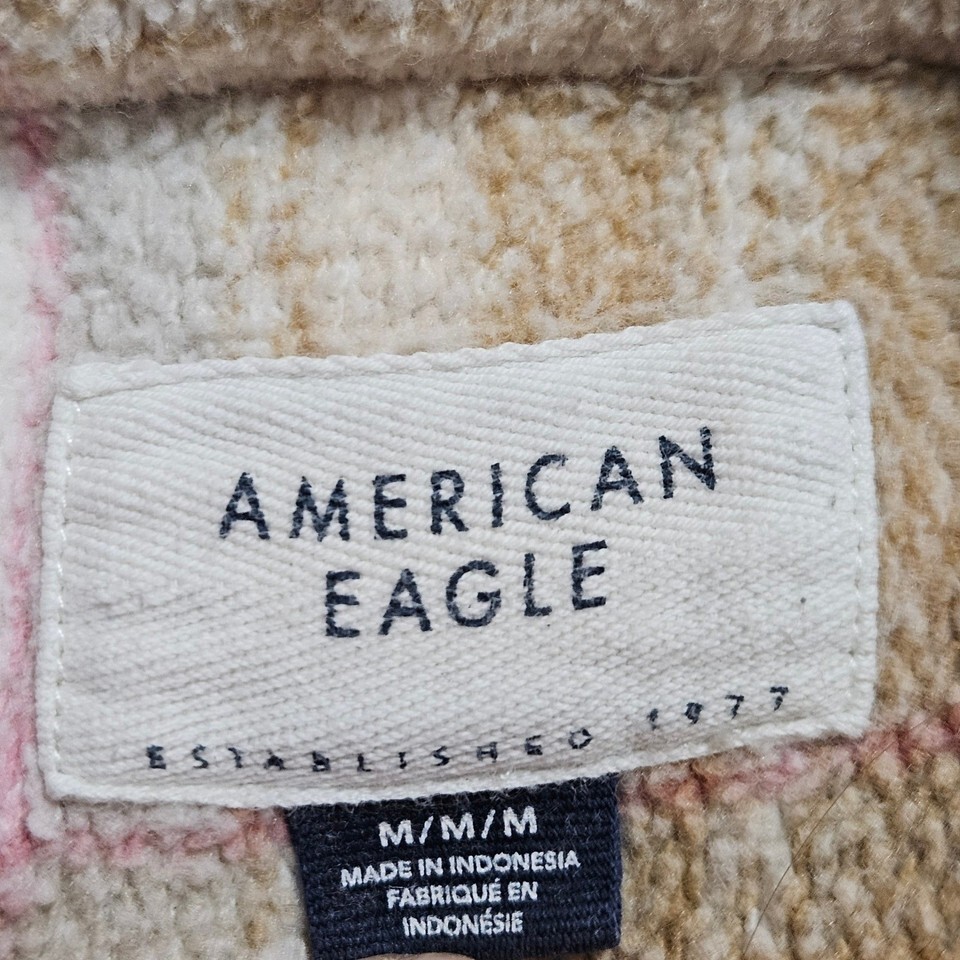 AMERICAN
EAGLE
ESTABLISHED 1977
M/M/M
MADE IN INDONESIA
FABRIQUÉ EN
INDONÉSIE